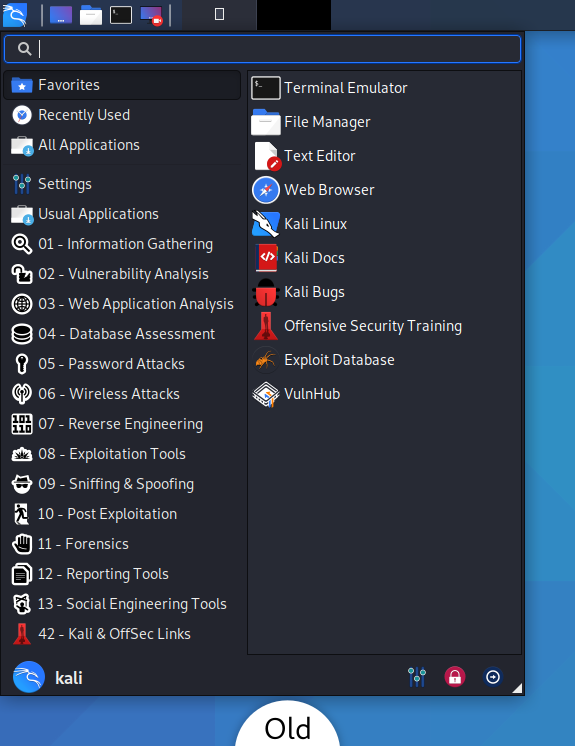 Favorites
Recently Used
All Applications
Settings
Usual Applications
01 - Information Gathering
02 - Vulnerability Analysis
03 - Web Application Analysis
04 - Database Assessment
05 - Password Attacks
06 - Wireless Attacks
07 - Reverse Engineering
08 - Exploitation Tools
09 - Sniffing & Spoofing
10 - Post Exploitation
11 - Forensics
12 - Reporting Tools
13 - Social Engineering Tools
42 - Kali & OffSec Links
Terminal Emulator
File Manager
Text Editor
Web Browser
Kali Linux
Kali Docs
Kali Bugs
Offensive Security Training
Exploit Database
VulnHub
kali
Old